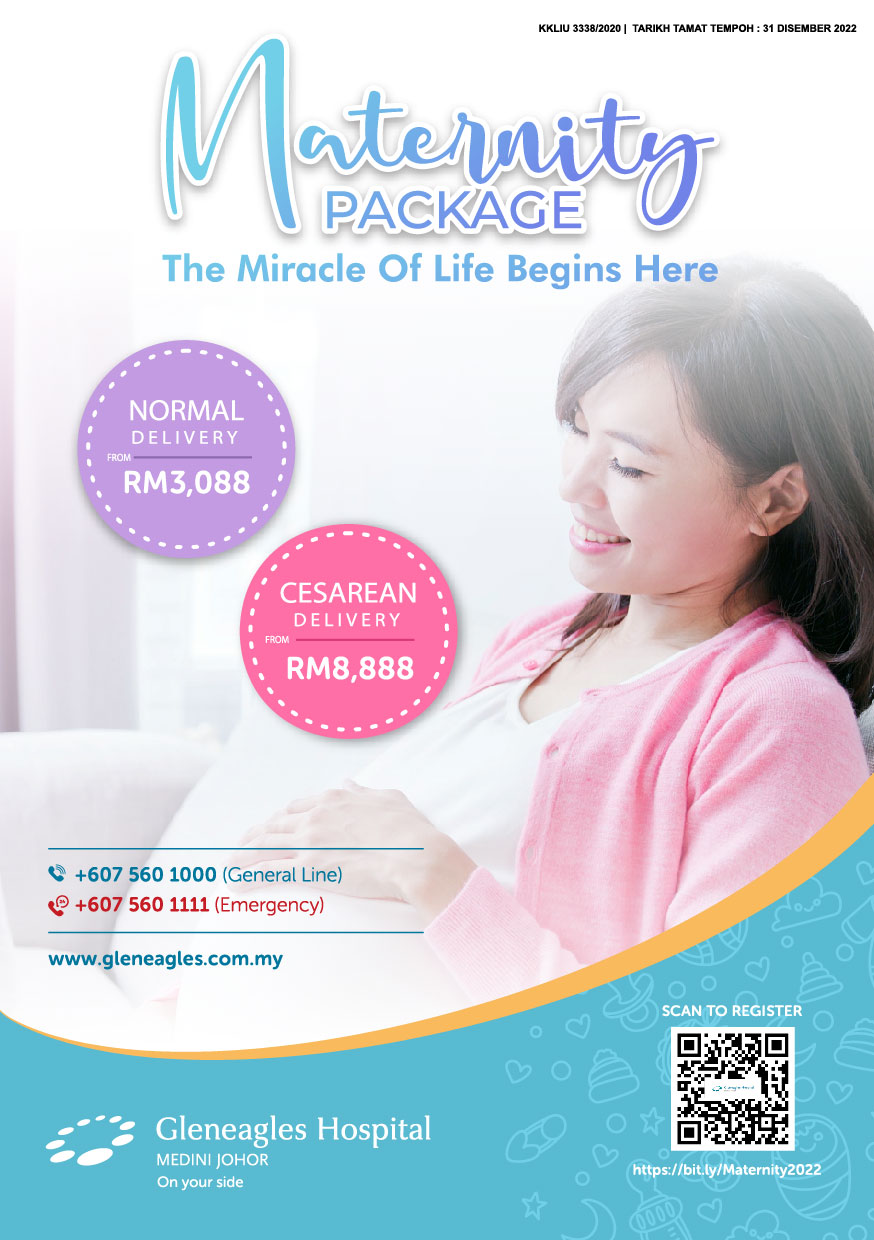 KKLIU 3338/2020 | TARIKH TAMAT TEMPOH : 31 DISEMBER 2022
Maternity
PACKAGE
The Miracle Of Life Begins Here
NORMAL
DELIVERY
FROM
RM3,088
CESAREAN
DELIVERY
FROM
RM8,888
+607 560 1000 (General Line)
+607 560 1111 (Emergency)
www.gleneagles.com.my
SCAN TO REGISTER
Gleneagles Hospital
https://bit.ly/Maternity2022
Gleneagles Hospital
MEDINI JOHOR
On your side